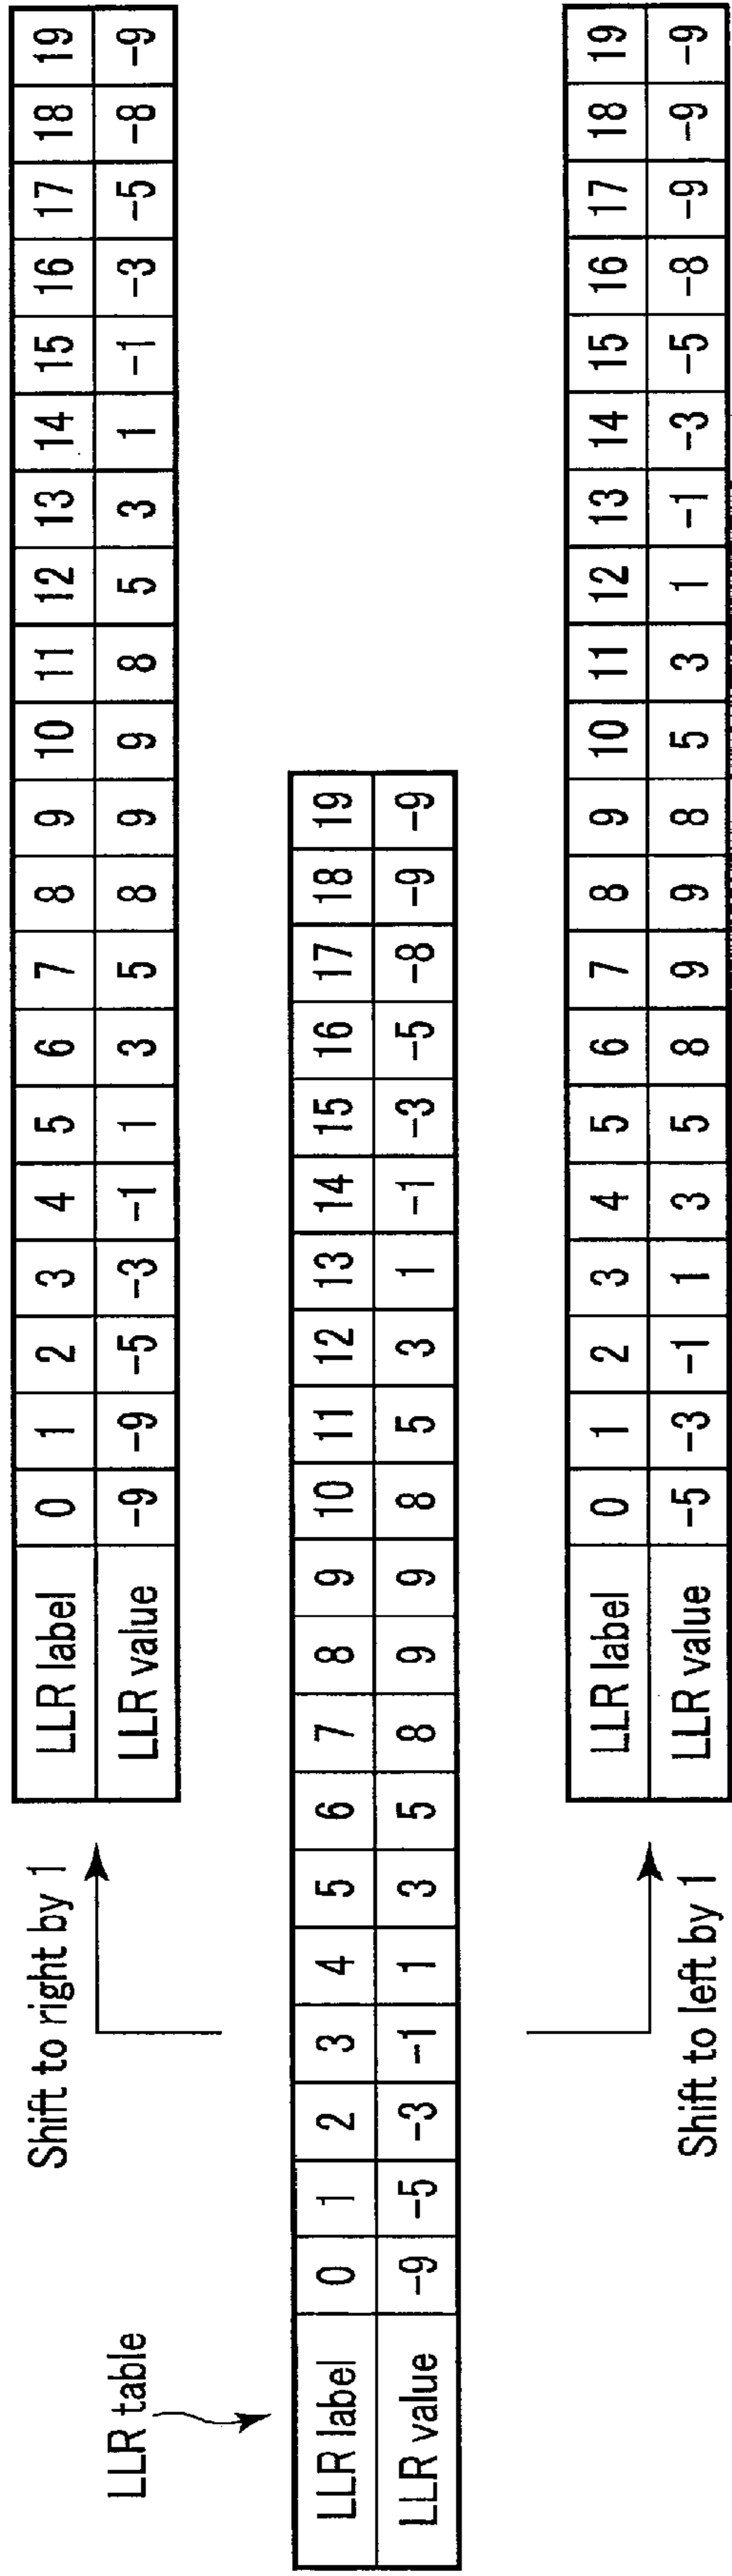 Shift to right by 1
LLR label 0 1 2 3 4 5 6 7 8 9 10 11 12 13 14 15 16 17 18 19
LLR value -9 -9 -5 -3 -1 1 3 5 8 9 9 8 5 3 1 -1 -3 -5 -8 -9
LLR table
LLR label 0 1 2 3 4 5 6 7 8 9 10 11 12 13 14 15 16 17 18 19
LLR value -9 -5 -3 -1 1 3 5 8 9 9 8 5 3 1 -1 -3 -5 -8 -9 -9
Shift to left by 1
LLR label 0 1 2 3 4 5 6 7 8 9 10 11 12 13 14 15 16 17 18 19
LLR value -5 -3 -1 1 3 5 8 9 9 8 5 3 1 -1 -3 -5 -8 -9 -9 -9